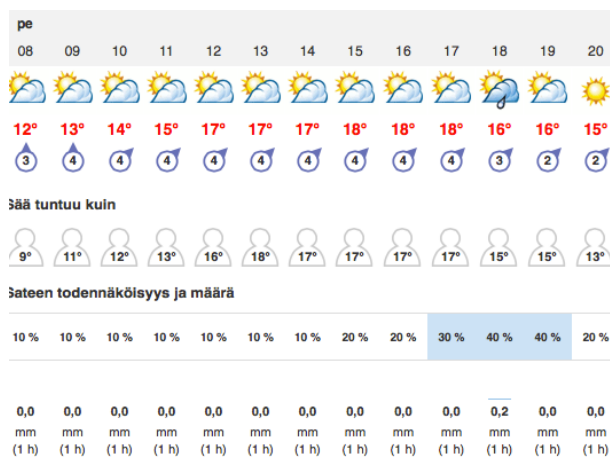 pe
08 09 10 11 12 13 14 15 16 17 18 19 20
12° 13° 14° 15° 17° 17° 17° 18° 18° 18° 16° 16° 15°
3 4 4 4 4 4 4 4 4 4 3 2 2
Sää tuntuu kuin
9° 11° 12° 13° 16° 18° 17° 17° 17° 17° 15° 15° 13°
Sateen todennäköisyys ja määrä
10 % 10 % 10 % 10 % 10 % 10 % 10 % 20 % 20 % 30 % 40 % 40 % 20 %
0,0 0,0 0,0 0,0 0,0 0,0 0,0 0,0 0,0 0,0 0,2 0,0 0,0
mm mm mm mm mm mm mm mm mm mm mm mm mm
(1 h) (1 h) (1 h) (1 h) (1 h) (1 h) (1 h) (1 h) (1 h) (1 h) (1 h) (1 h) (1 h)